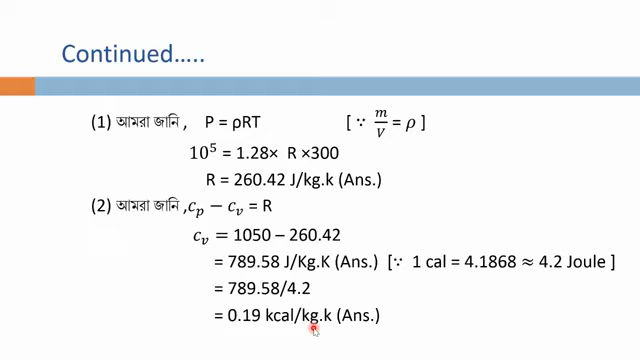 Continued…..
(1) আমরা জানি, P = ρRT [ ∵ m/V = ρ ]
10⁵ = 1.28× R ×300
R = 260.42 J/kg.k (Ans.)
(2) আমরা জানি ,cₚ − cᵥ = R
cᵥ = 1050 – 260.42
= 789.58 J/Kg.K (Ans.) [∵ 1 cal = 4.1868 ≈ 4.2 Joule ]
= 789.58/4.2
= 0.19 kcal/kg.k (Ans.)